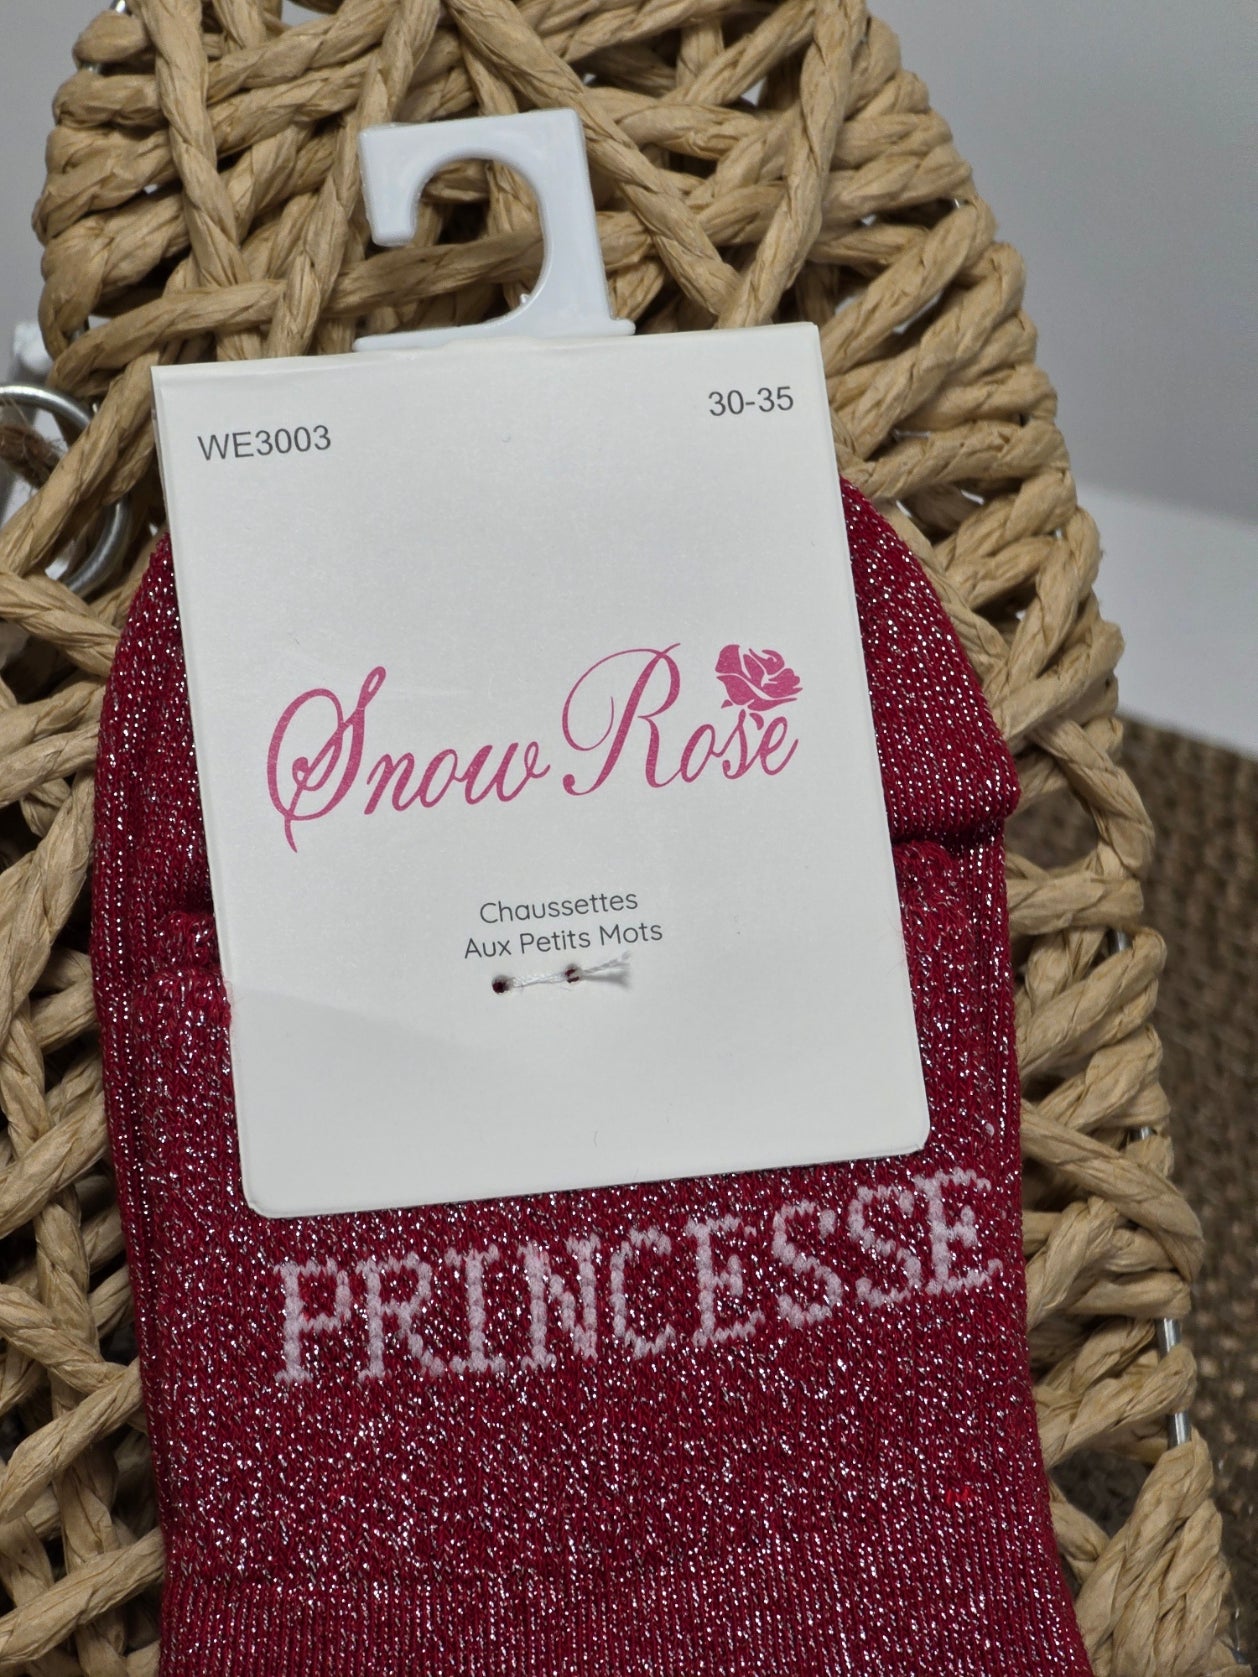 WE3003
30-35
Snow Rose
Chaussettes
Aux Petits Mots
PRINCESSE